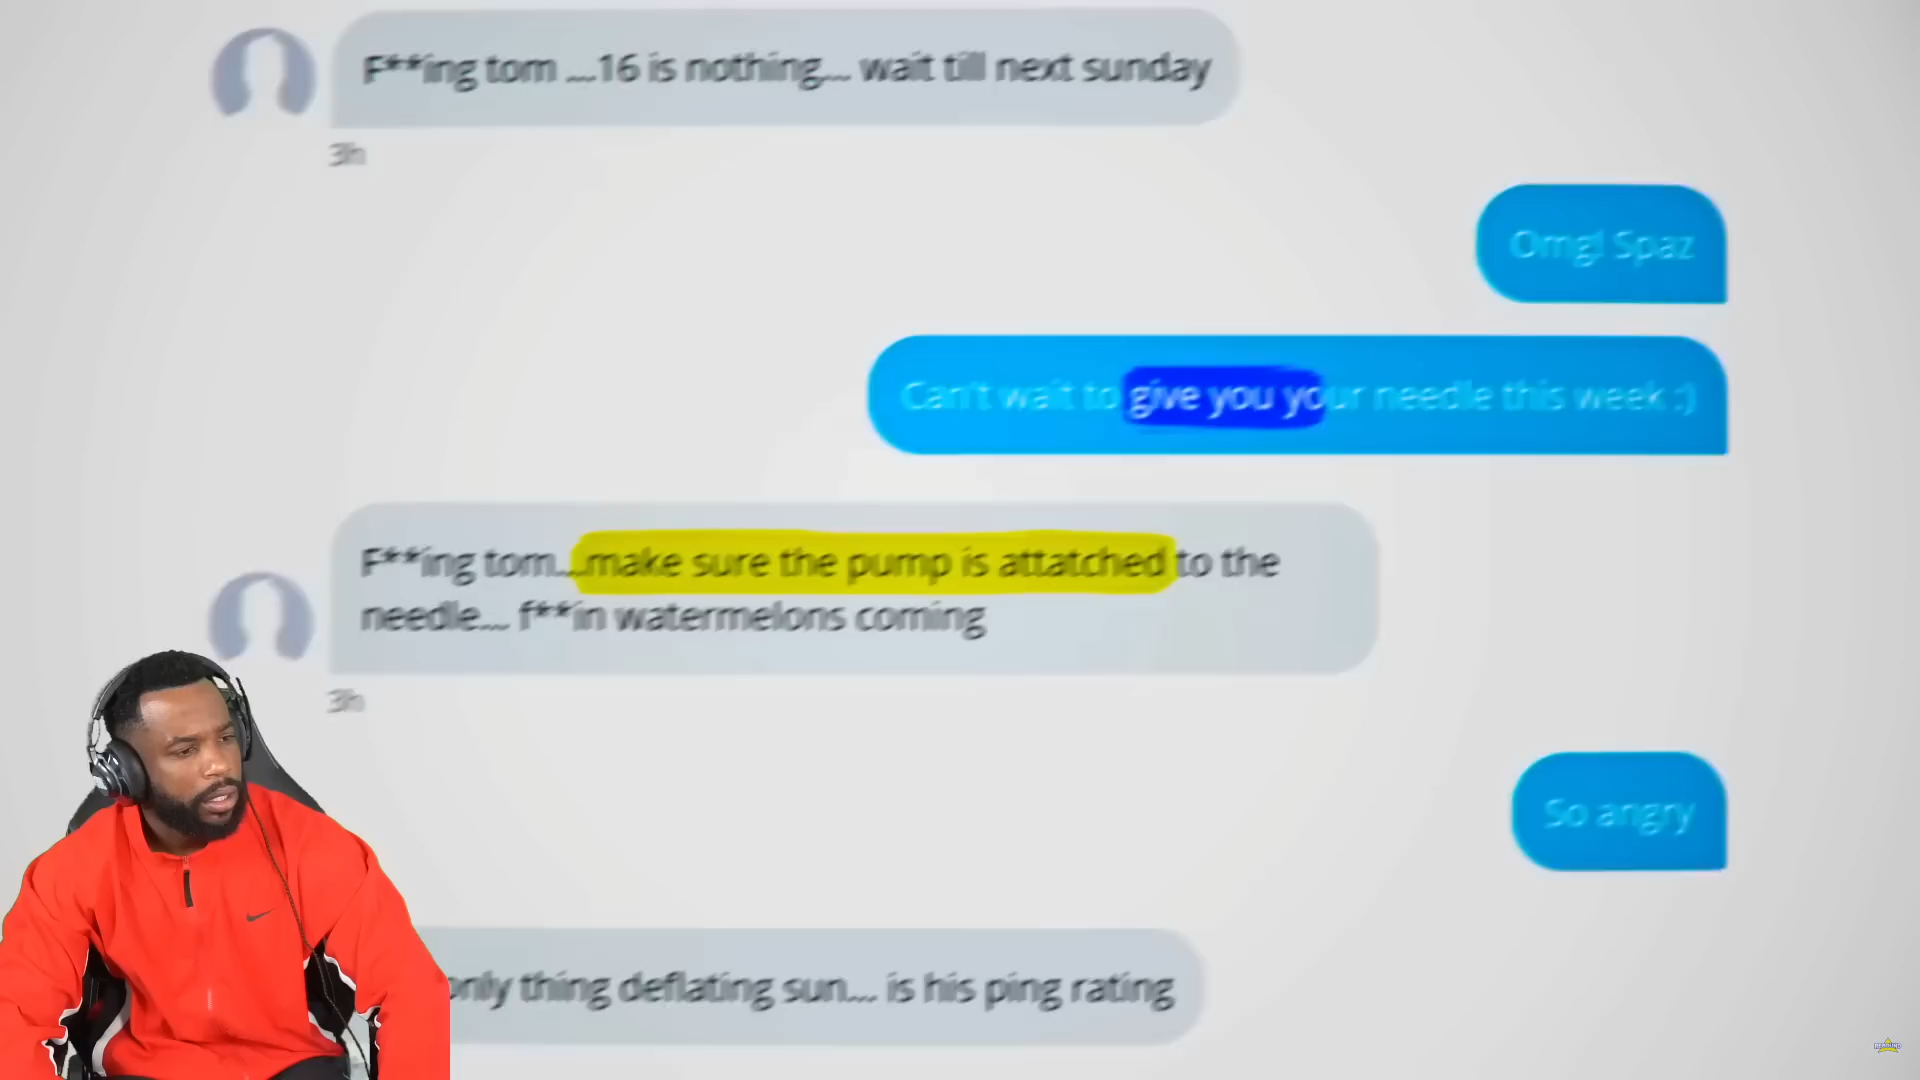 F**ing tom ...16 is nothing... wait till next sunday
3h
Omg! Spaz
Can't wait to give you your needle this week :)
F**ing tom...make sure the pump is attatched to the
needle... f**in watermelons coming
3h
So angry
only thing deflating sun... is his ping rating